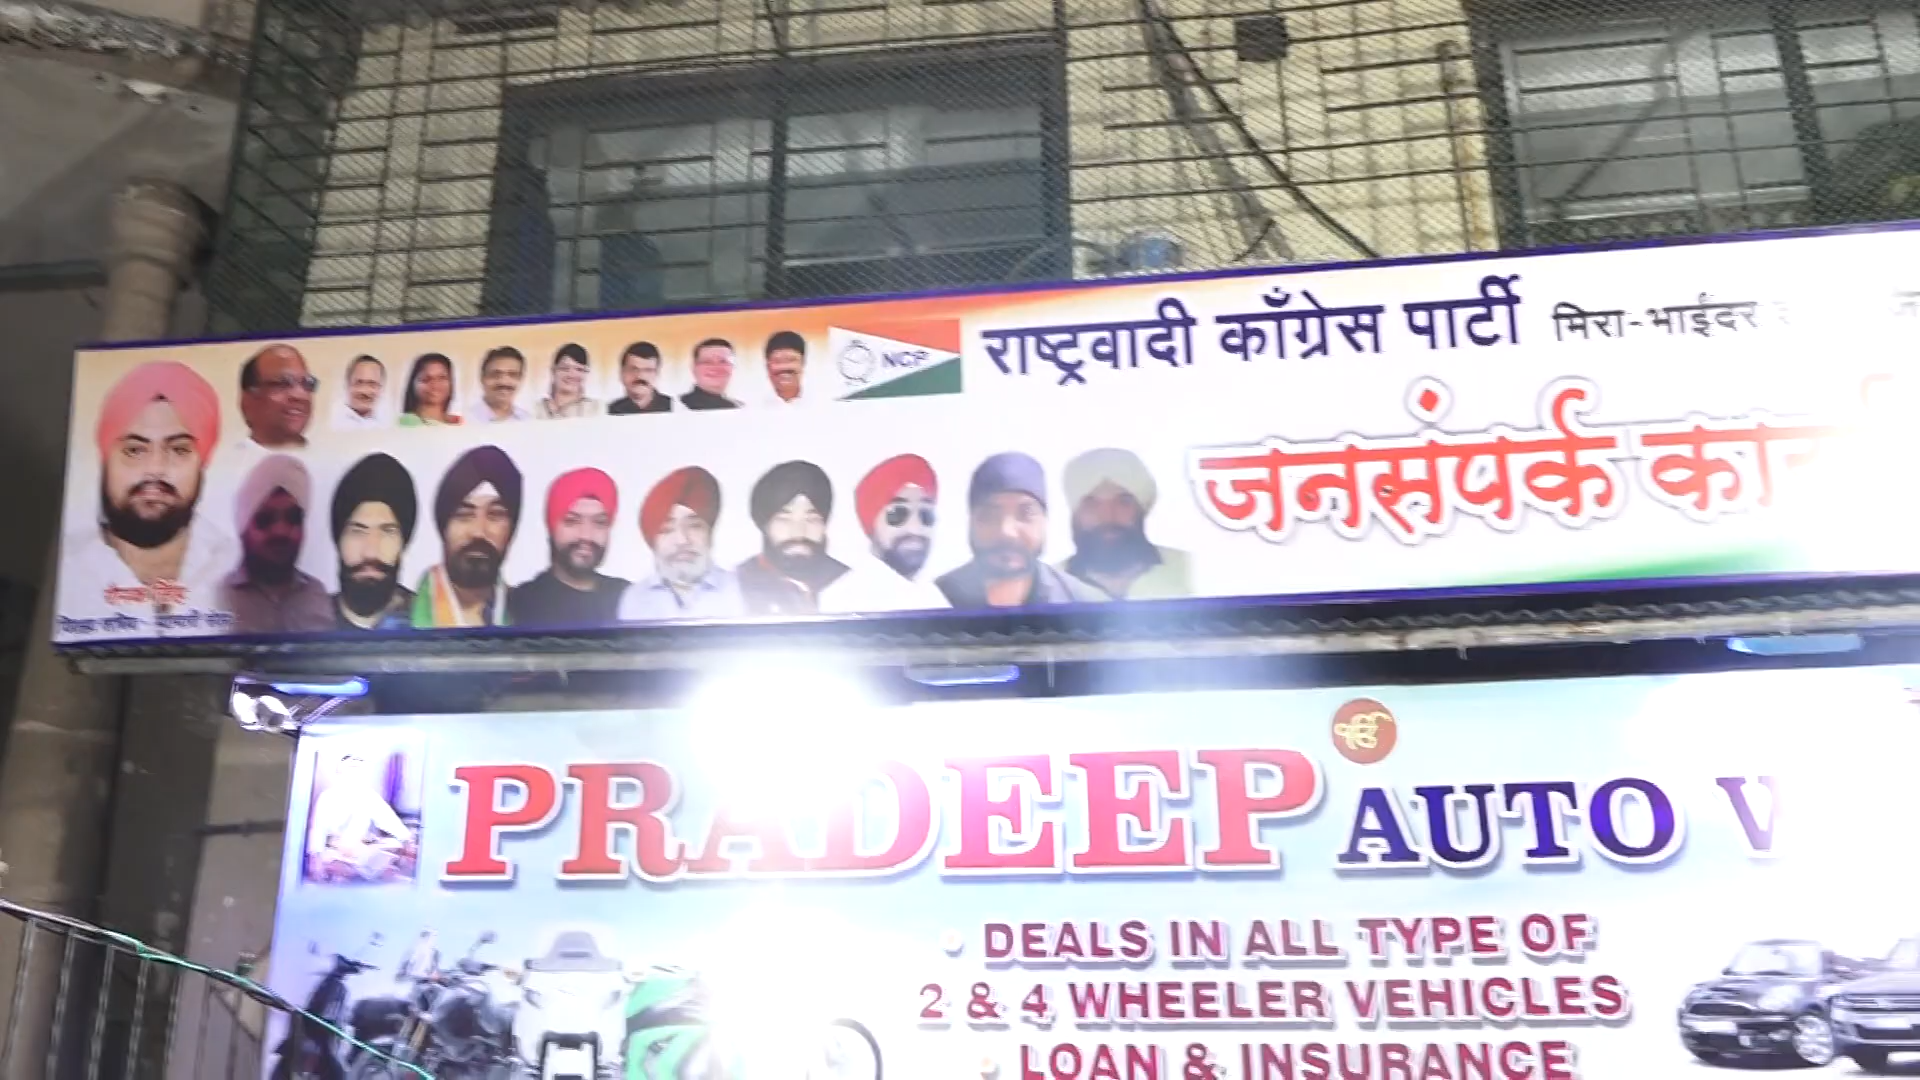 NCP
राष्ट्रवादी काँग्रेस पार्टी मिरा-भाईंदर
जनसंपर्क
PRADEEP AUTO
ੴ
DEALS IN ALL TYPE OF
2 & 4 WHEELER VEHICLES
LOAN & INSURANCE